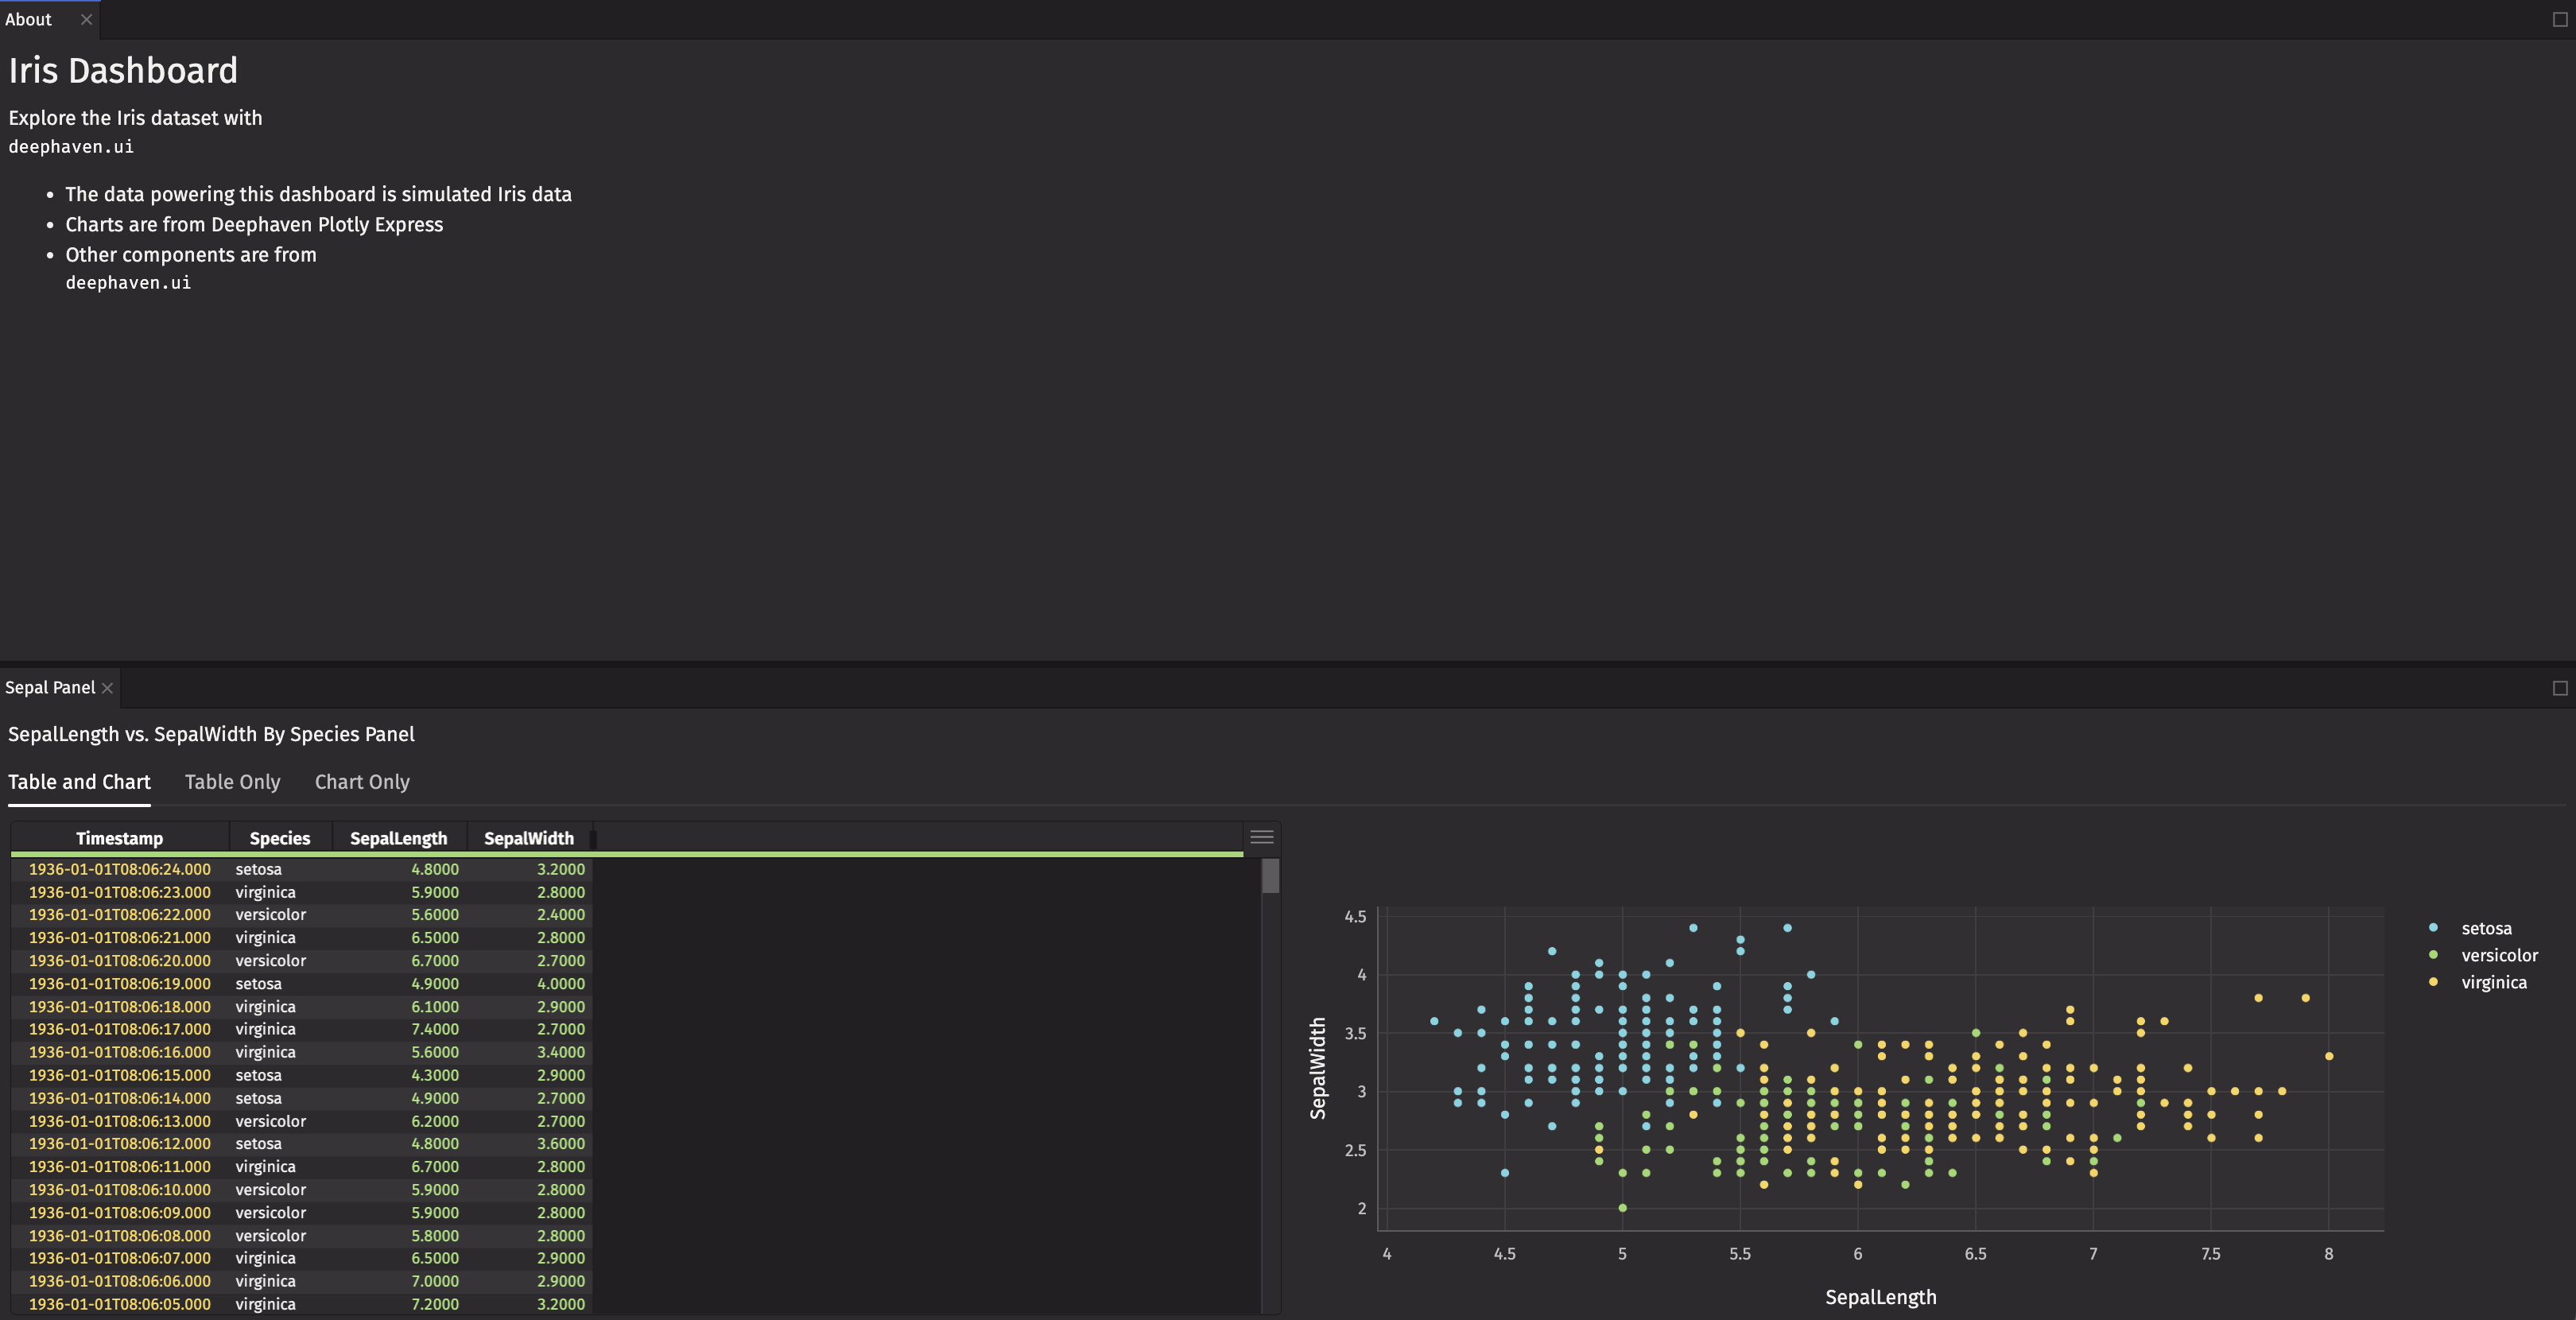 About
Iris Dashboard
Explore the Iris dataset with
deephaven.ui
• The data powering this dashboard is simulated Iris data
• Charts are from Deephaven Plotly Express
• Other components are from
deephaven.ui
Sepal Panel
SepalLength vs. SepalWidth By Species Panel
Table and Chart Table Only Chart Only
Timestamp Species SepalLength SepalWidth
1936-01-01T08:06:24.000 setosa 4.8000 3.2000
1936-01-01T08:06:23.000 virginica 5.9000 2.8000
1936-01-01T08:06:22.000 versicolor 5.6000 2.4000
1936-01-01T08:06:21.000 virginica 6.5000 2.8000
1936-01-01T08:06:20.000 versicolor 6.7000 2.7000
1936-01-01T08:06:19.000 setosa 4.9000 4.0000
1936-01-01T08:06:18.000 virginica 6.1000 2.9000
1936-01-01T08:06:17.000 virginica 7.4000 2.7000
1936-01-01T08:06:16.000 virginica 5.6000 3.4000
1936-01-01T08:06:15.000 setosa 4.3000 2.9000
1936-01-01T08:06:14.000 setosa 4.9000 2.7000
1936-01-01T08:06:13.000 versicolor 6.2000 2.7000
1936-01-01T08:06:12.000 setosa 4.8000 3.6000
1936-01-01T08:06:11.000 virginica 6.7000 2.8000
1936-01-01T08:06:10.000 versicolor 5.9000 2.8000
1936-01-01T08:06:09.000 versicolor 5.9000 2.8000
1936-01-01T08:06:08.000 versicolor 5.8000 2.8000
1936-01-01T08:06:07.000 virginica 6.5000 2.9000
1936-01-01T08:06:06.000 virginica 7.0000 2.9000
1936-01-01T08:06:05.000 virginica 7.2000 3.2000
SepalWidth
4.5
4
3.5
3
2.5
2
4 4.5 5 5.5 6 6.5 7 7.5 8
SepalLength
setosa
versicolor
virginica